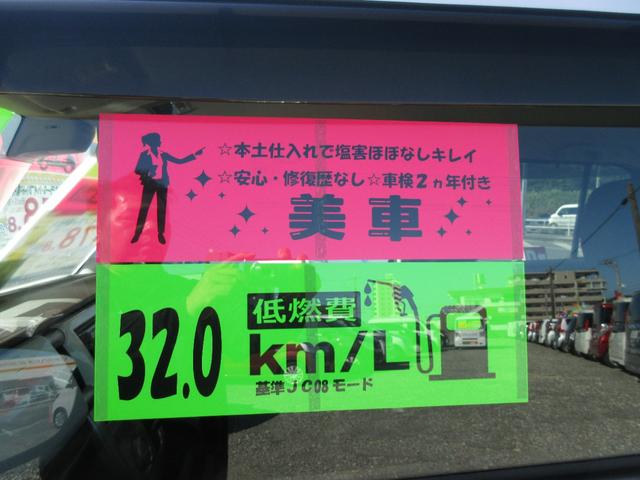 ☆本土仕入れで塩害ほぼなしキレイ
☆安心・修復歴なし☆車検2ヵ年付き
美車
低燃費
32.0 km/L
基準JC08モード